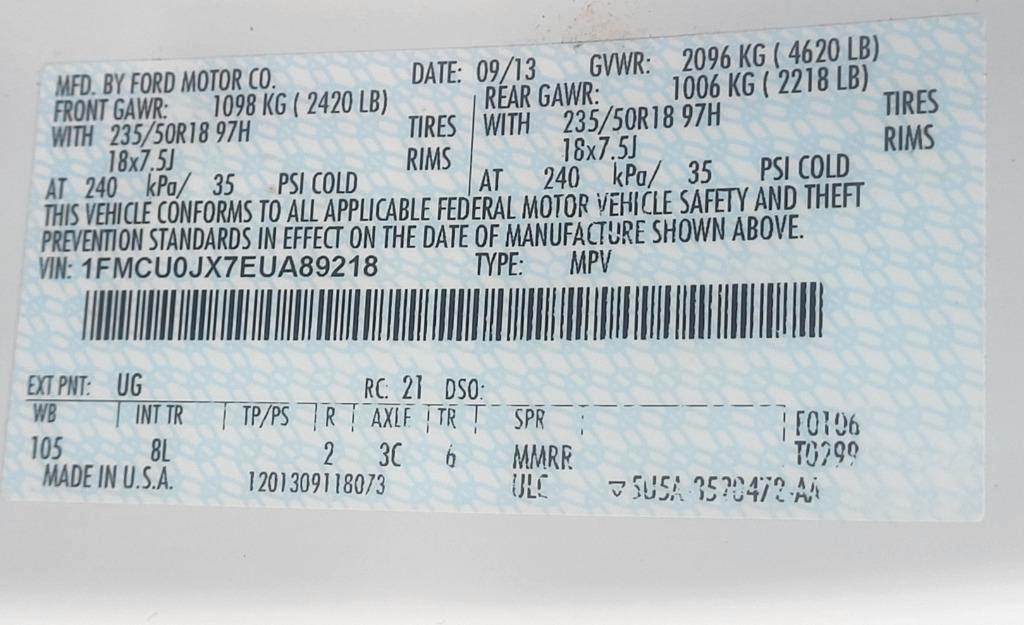 MFD. BY FORD MOTOR CO. DATE: 09/13 GVWR: 2096 KG ( 4620 LB)
FRONT GAWR: 1098 KG ( 2420 LB) REAR GAWR: 1006 KG ( 2218 LB)
WITH 235/50R18 97H TIRES WITH 235/50R18 97H TIRES
18x7.5J RIMS 18x7.5J RIMS
AT 240 kPa/ 35 PSI COLD AT 240 kPa/ 35 PSI COLD
THIS VEHICLE CONFORMS TO ALL APPLICABLE FEDERAL MOTOR VEHICLE SAFETY AND THEFT
PREVENTION STANDARDS IN EFFECT ON THE DATE OF MANUFACTURE SHOWN ABOVE.
VIN: 1FMCU0JX7EUA89218 TYPE: MPV
EXT PNT: UG RC: 21 DSO:
WB INT TR TP/PS R AXLE TR SPR F0106
105 8L 2 3C 6 MMRR T0299
MADE IN U.S.A. 1201309118073 ULC